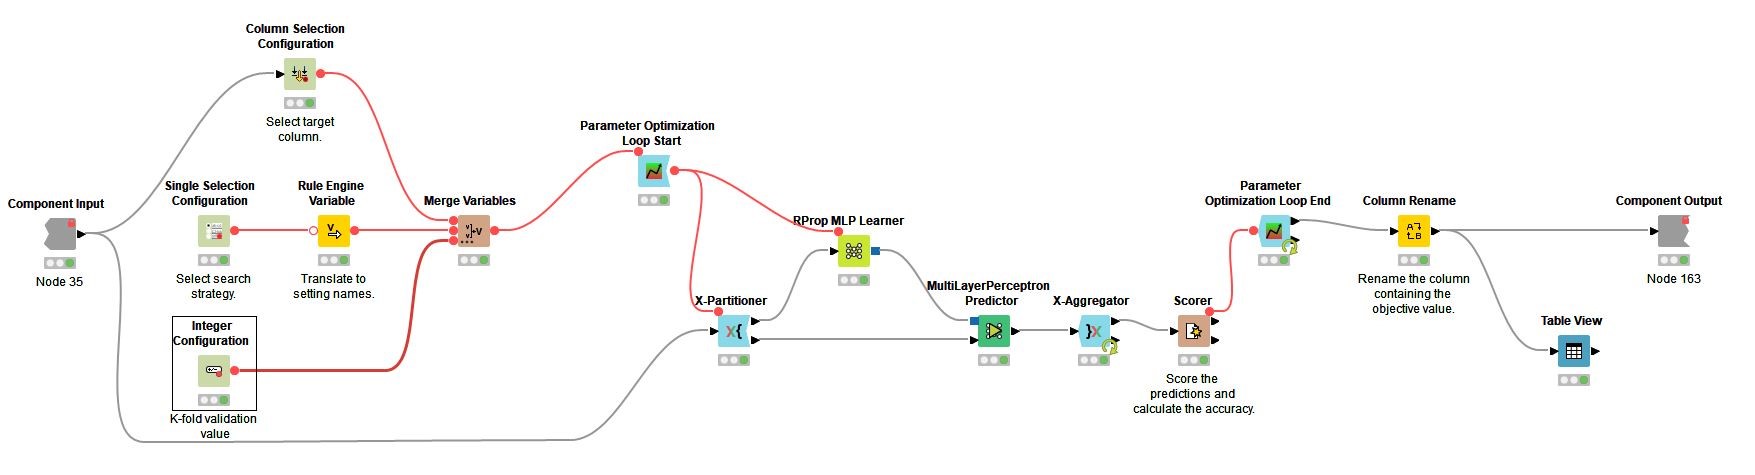 Column Selection
Configuration
Select target
column.
Component Input
Node 35
Single Selection
Configuration
Select search
strategy.
Rule Engine
Variable
V
Translate to
setting names.
Integer
Configuration
K-fold validation
value
Merge Variables
Parameter Optimization
Loop Start
RProp MLP Learner
X-Partitioner
X{
MultiLayerPerceptron
Predictor
X-Aggregator
}X
Scorer
Score the
predictions and
calculate the accuracy.
Parameter
Optimization Loop End
Column Rename
A
B
Rename the column
containing the
objective value.
Component Output
Node 163
Table View